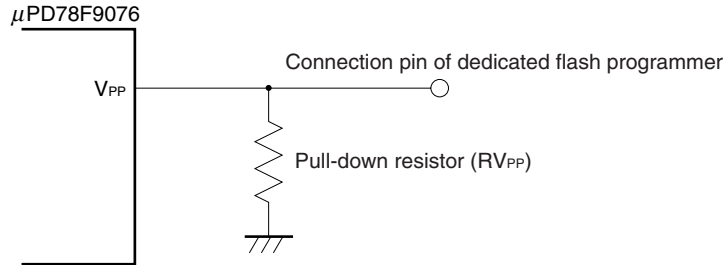 μPD78F9076
Connection pin of dedicated flash programmer
VPP
Pull-down resistor (RVPP)